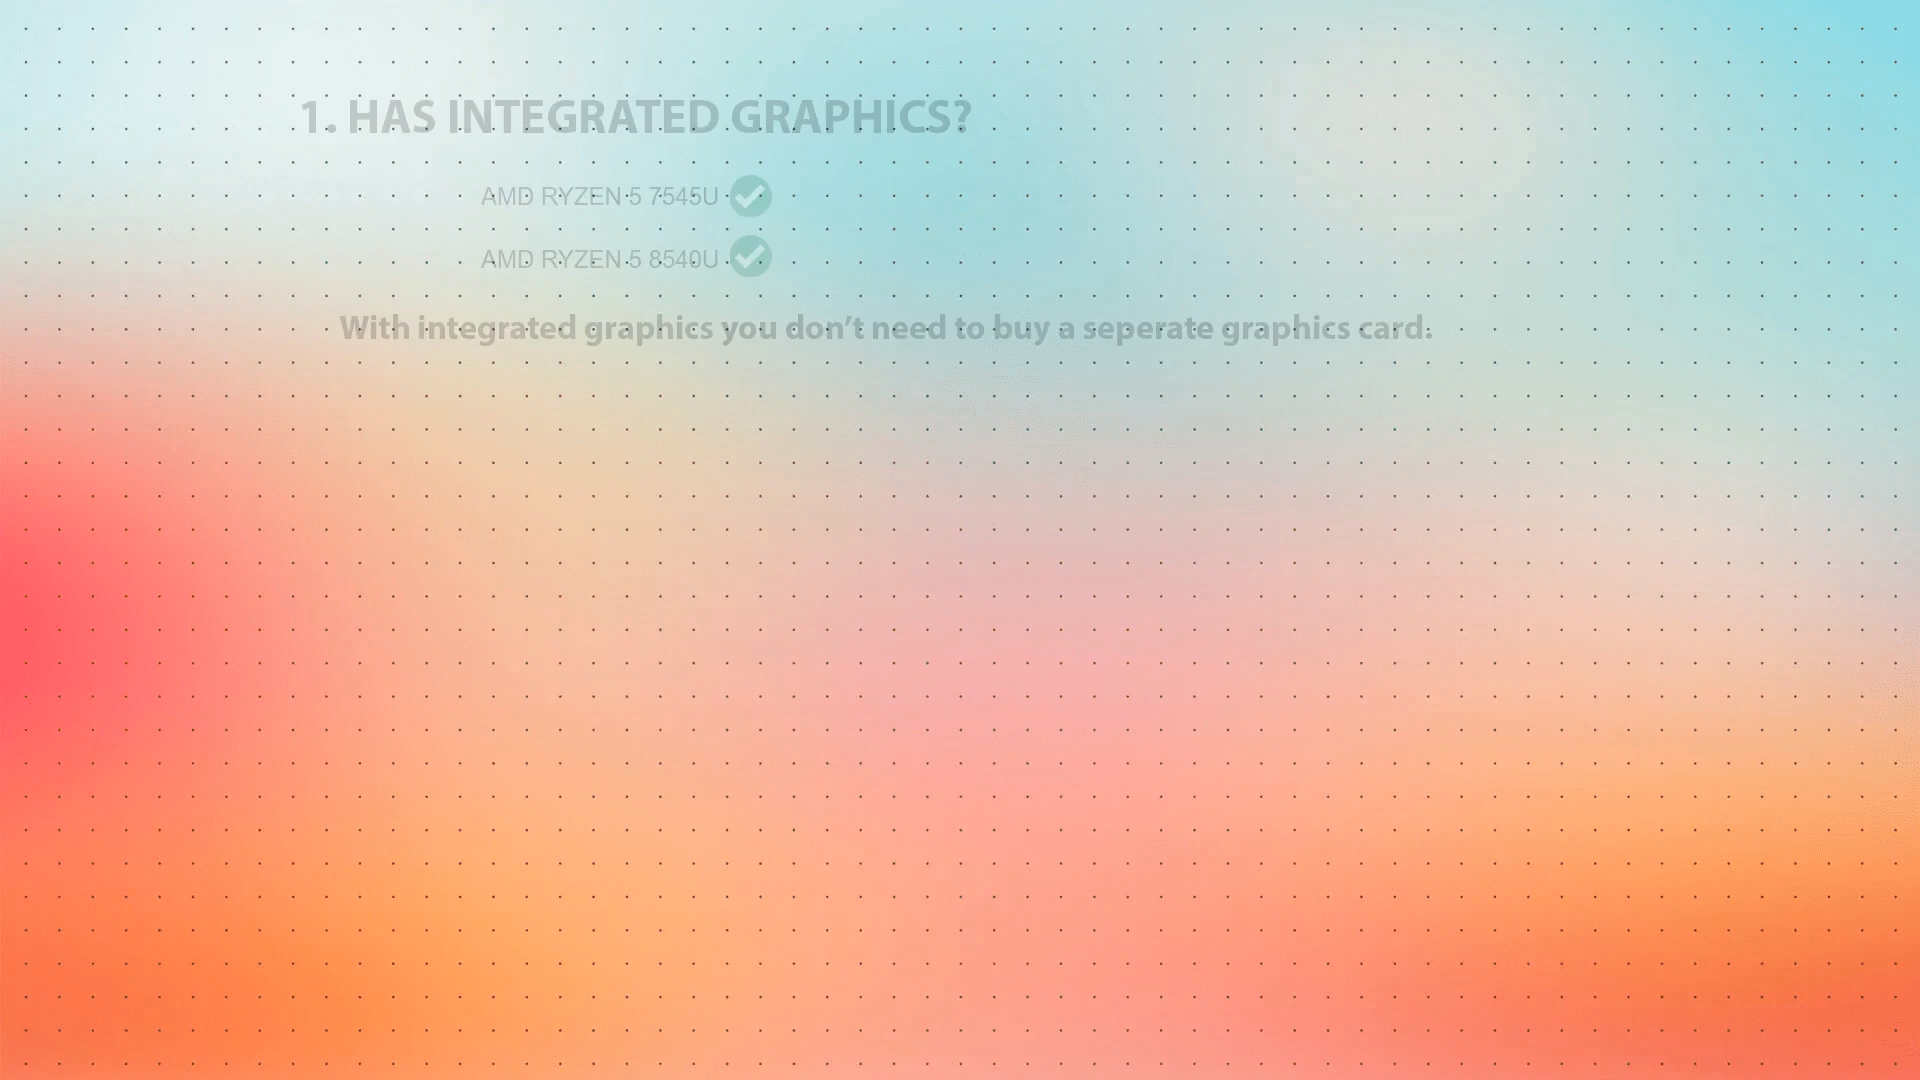 1. HAS INTEGRATED GRAPHICS?
AMD RYZEN 5 7545U
AMD RYZEN 5 8540U
With integrated graphics you don’t need to buy a seperate graphics card.